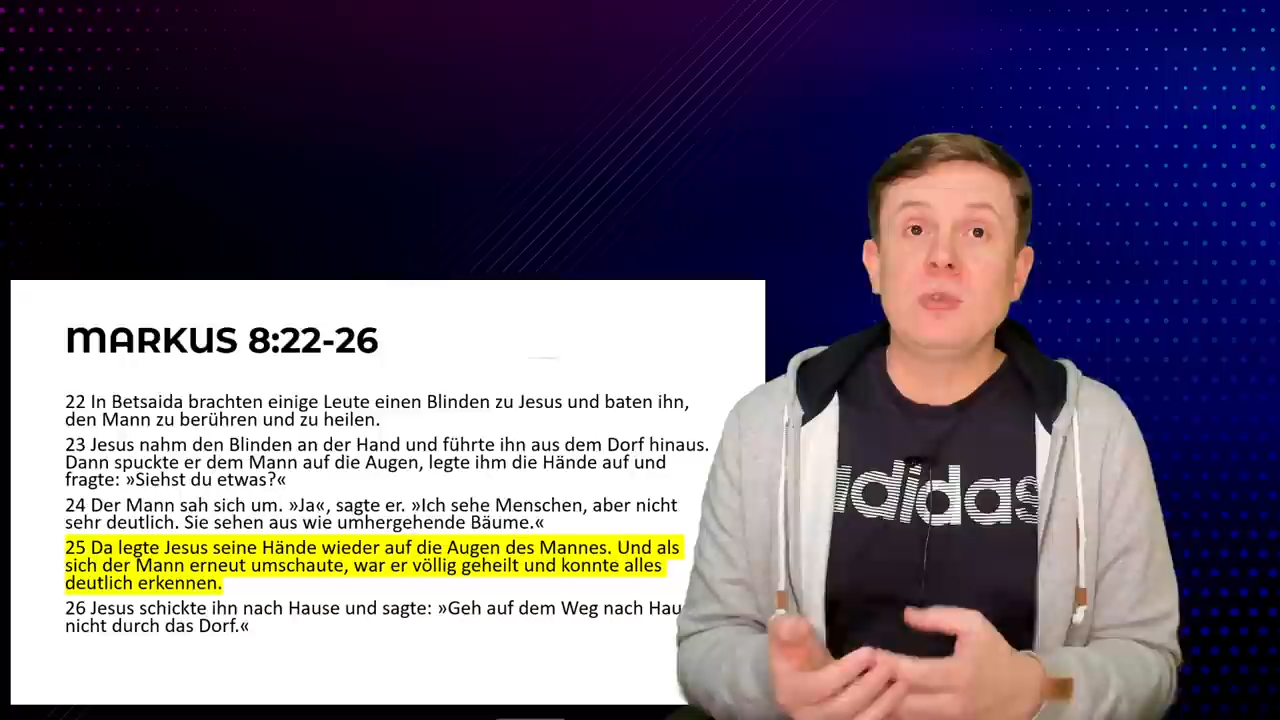 MARKUS 8:22-26
22 In Betsaida brachten einige Leute einen Blinden zu Jesus und baten ihn,
den Mann zu berühren und zu heilen.
23 Jesus nahm den Blinden an der Hand und führte ihn aus dem Dorf hinaus.
Dann spuckte er dem Mann auf die Augen, legte ihm die Hände auf und
fragte: »Siehst du etwas?«
24 Der Mann sah sich um. »Ja«, sagte er. »Ich sehe Menschen, aber nicht
sehr deutlich. Sie sehen aus wie umhergehende Bäume.«
25 Da legte Jesus seine Hände wieder auf die Augen des Mannes. Und als
sich der Mann erneut umschaute, war er völlig geheilt und konnte alles
deutlich erkennen.
26 Jesus schickte ihn nach Hause und sagte: »Geh auf dem Weg nach Hau
nicht durch das Dorf.«
adidas